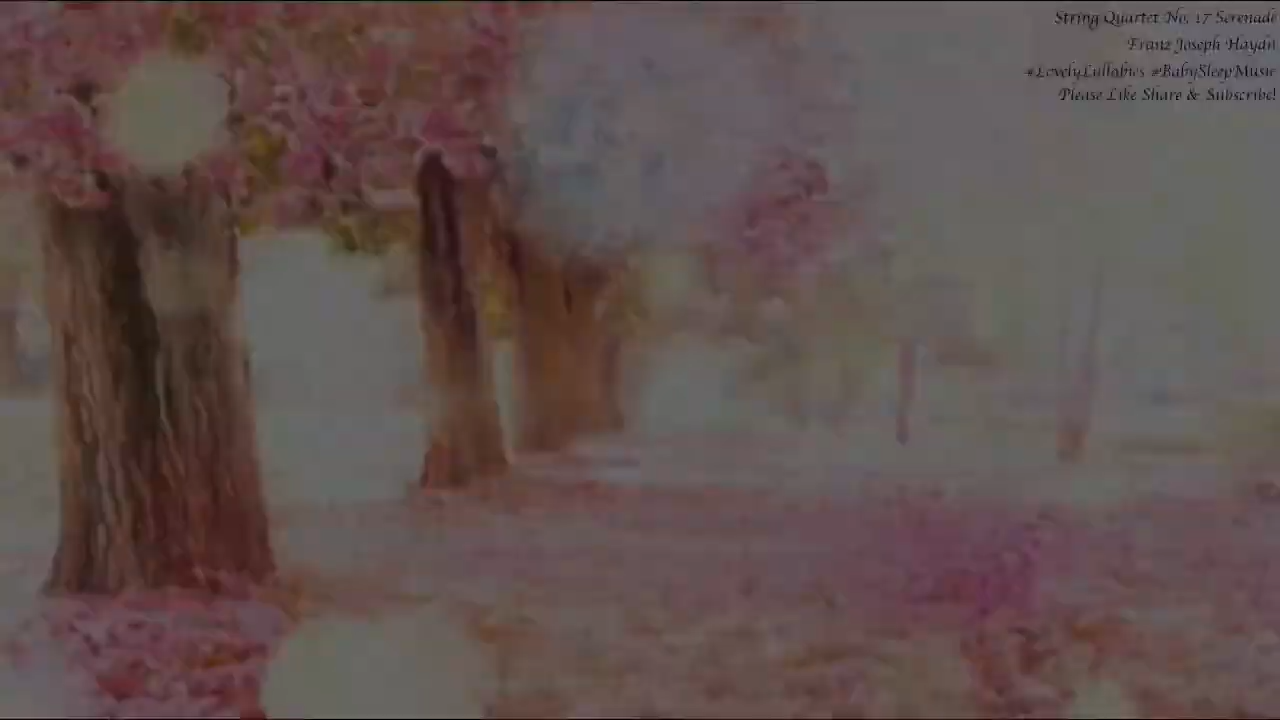 String Quartet No. 17 Serenade
Franz Joseph Haydn
#LovelyLullabies #BabySleepMusic
Please Like Share & Subscribe!